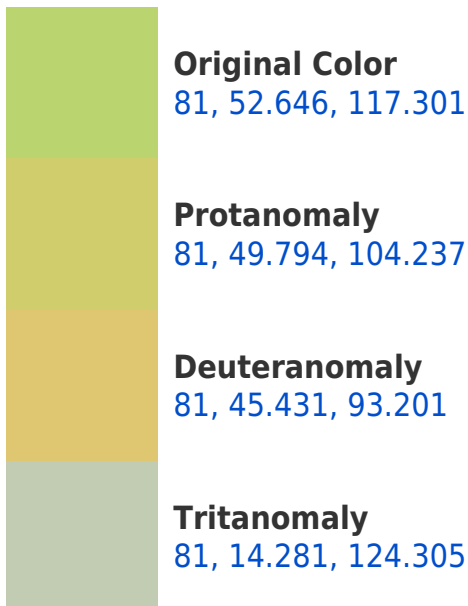 Original Color
81, 52.646, 117.301
Protanomaly
81, 49.794, 104.237
Deuteranomaly
81, 45.431, 93.201
Tritanomaly
81, 14.281, 124.305